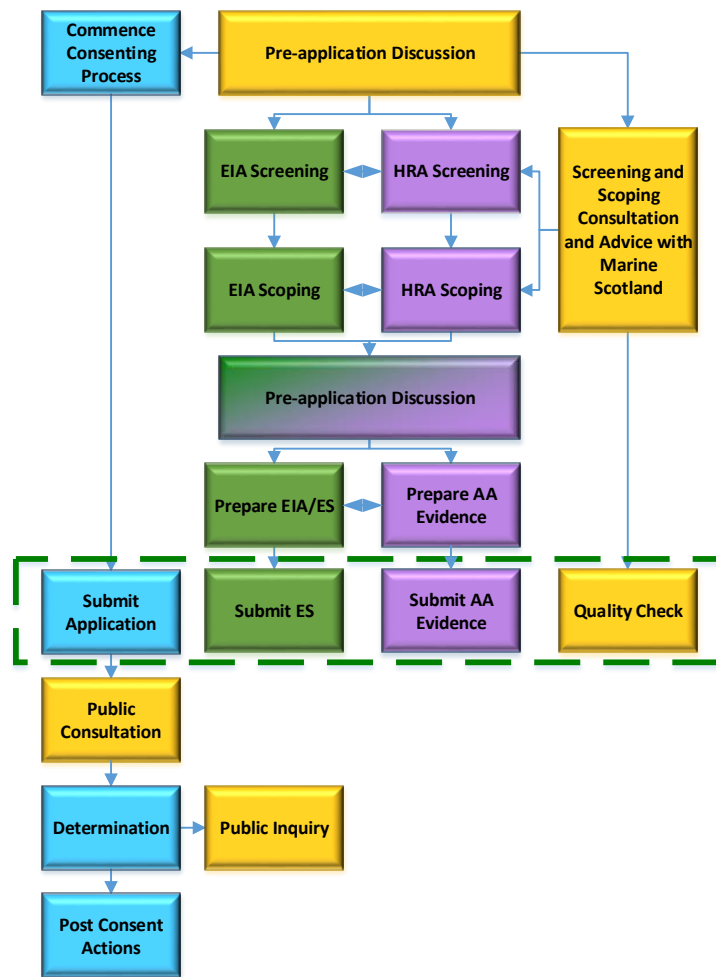 Commence
Consenting
Process
Pre-application Discussion
EIA Screening
HRA Screening
Screening and
Scoping
Consultation
and Advice with
Marine
Scotland
EIA Scoping
HRA Scoping
Pre-application Discussion
Prepare EIA/ES
Prepare AA
Evidence
Submit
Application
Submit ES
Submit AA
Evidence
Quality Check
Public
Consultation
Determination
Public Inquiry
Post Consent
Actions